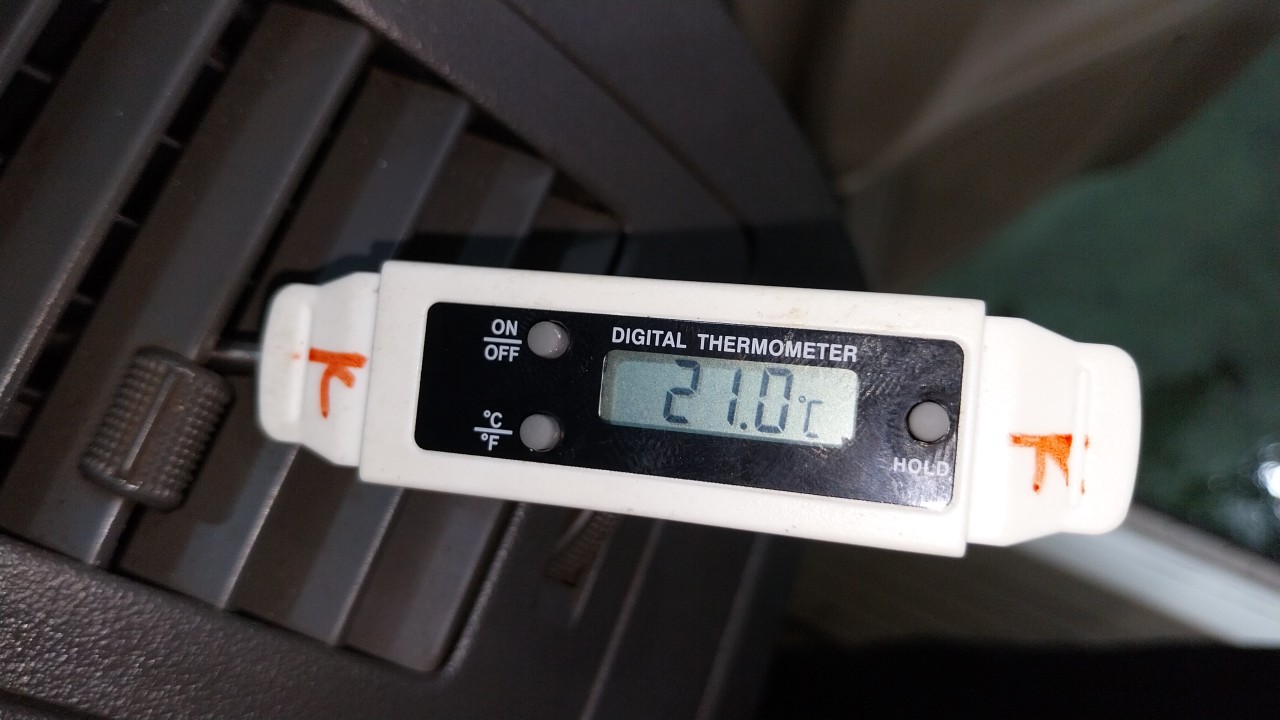 ON
OFF
DIGITAL THERMOMETER
21.0℃
°C
°F
HOLD
K
K